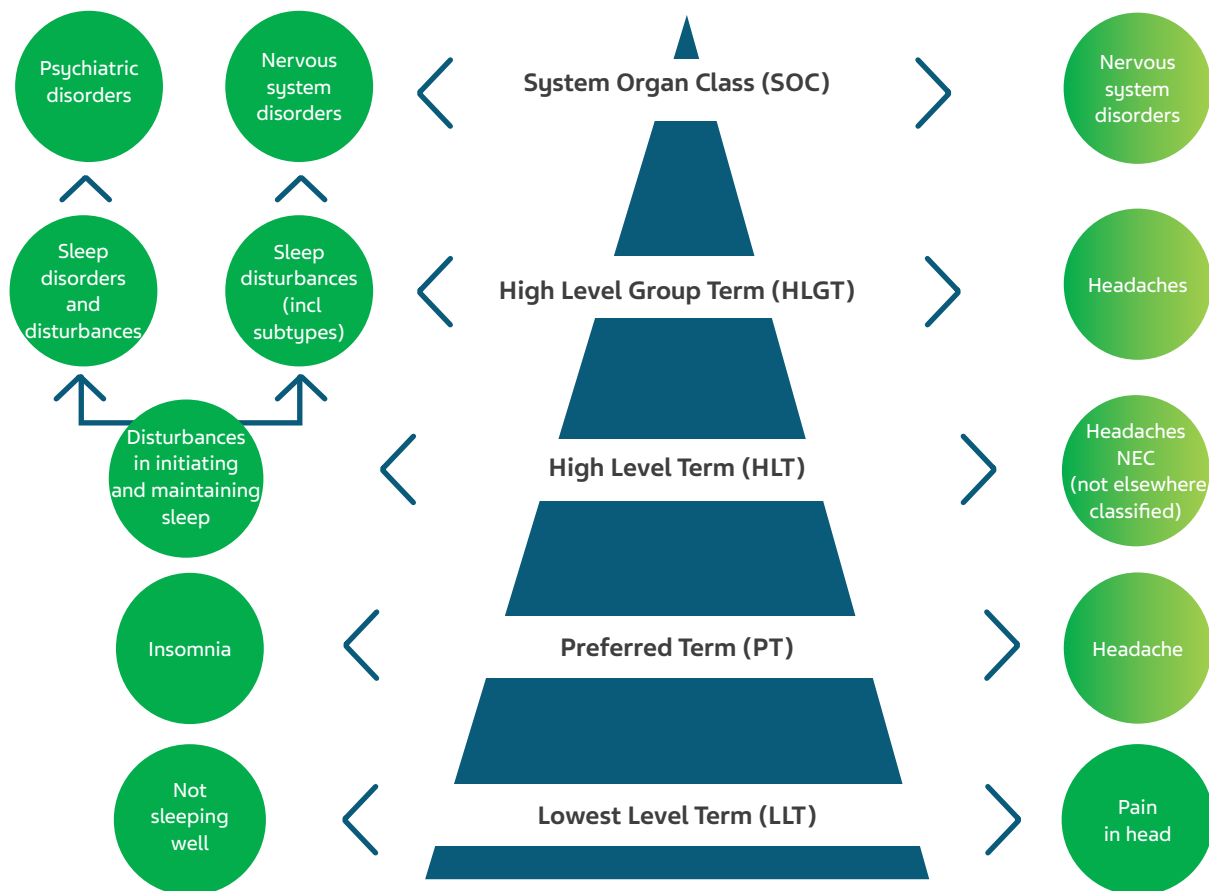 Psychiatric
disorders
Nervous
system
disorders
System Organ Class (SOC)
Nervous
system
disorders
Sleep
disorders
and
disturbances
Sleep
disturbances
(incl
subtypes)
High Level Group Term (HLGT)
Headaches
Disturbances
in initiating
and maintaining
sleep
High Level Term (HLT)
Headaches
NEC
(not elsewhere
classified)
Insomnia
Preferred Term (PT)
Headache
Not
sleeping
well
Lowest Level Term (LLT)
Pain
in head